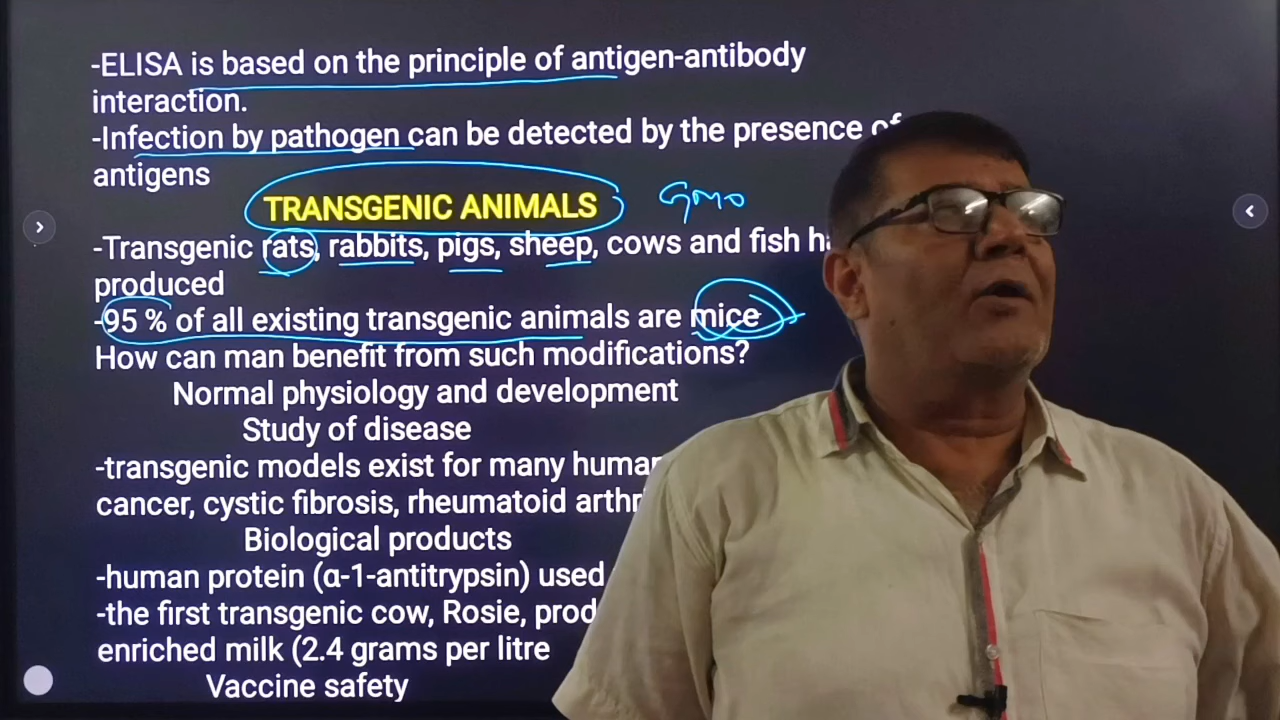 -ELISA is based on the principle of antigen-antibody
interaction.
-Infection by pathogen can be detected by the presence of
antigens
TRANSGENIC ANIMALS GMO
-Transgenic rats, rabbits, pigs, sheep, cows and fish
produced
-95 % of all existing transgenic animals are mice
How can man benefit from such modifications?
Normal physiology and development
Study of disease
-transgenic models exist for many human
cancer, cystic fibrosis, rheumatoid
Biological products
-human protein (α-1-antitrypsin) used
-the first transgenic cow, Rosie,
enriched milk (2.4 grams per litre
Vaccine safety